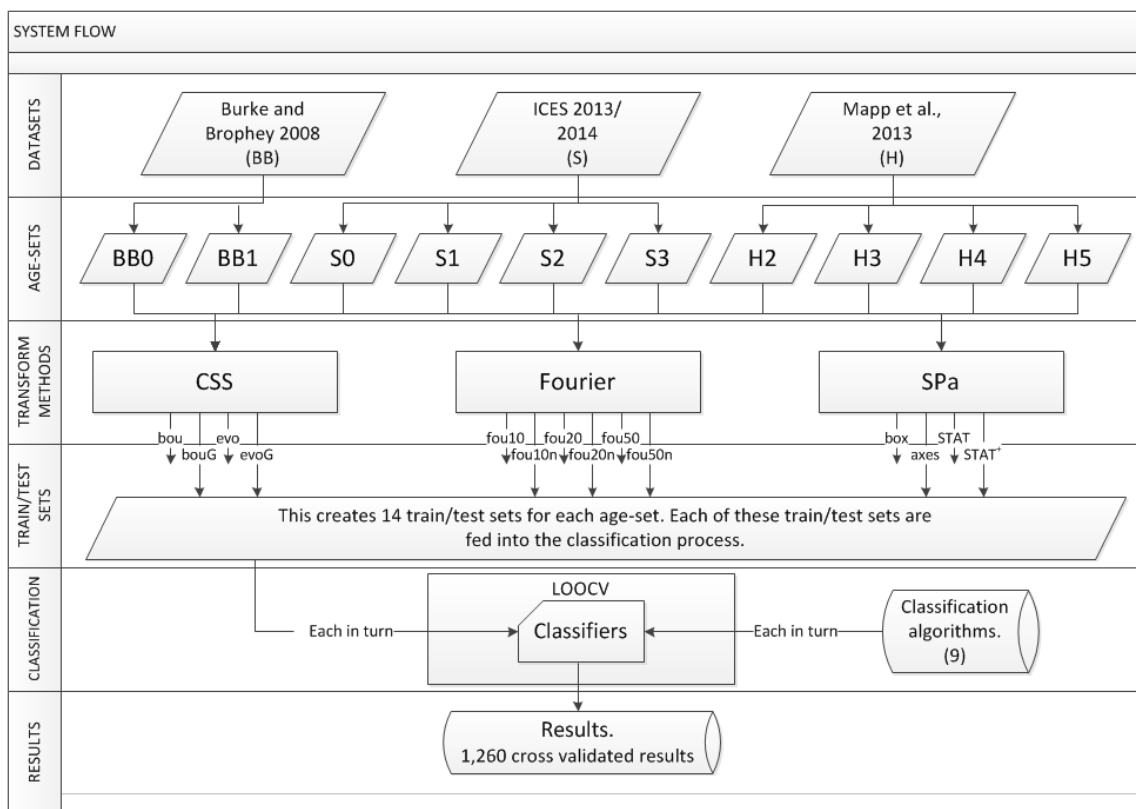 SYSTEM FLOW
DATASETS
Burke and
Brophey 2008
(BB)
ICES 2013/
2014
(S)
Mapp et al.,
2013
(H)
AGE-SETS
BB0
BB1
S0
S1
S2
S3
H2
H3
H4
H5
TRANSFORM
METHODS
CSS
Fourier
SPa
bou
evo
bouG
evoG
fou10
fou20
fou50
fou10n
fou20n
fou50n
box
STAT
axes
STAT⁺
TRAIN/TEST
SETS
This creates 14 train/test sets for each age-set. Each of these train/test sets are
fed into the classification process.
CLASSIFICATION
LOOCV
Each in turn
Classifiers
Each in turn
Classification
algorithms.
(9)
RESULTS
Results.
1,260 cross validated results